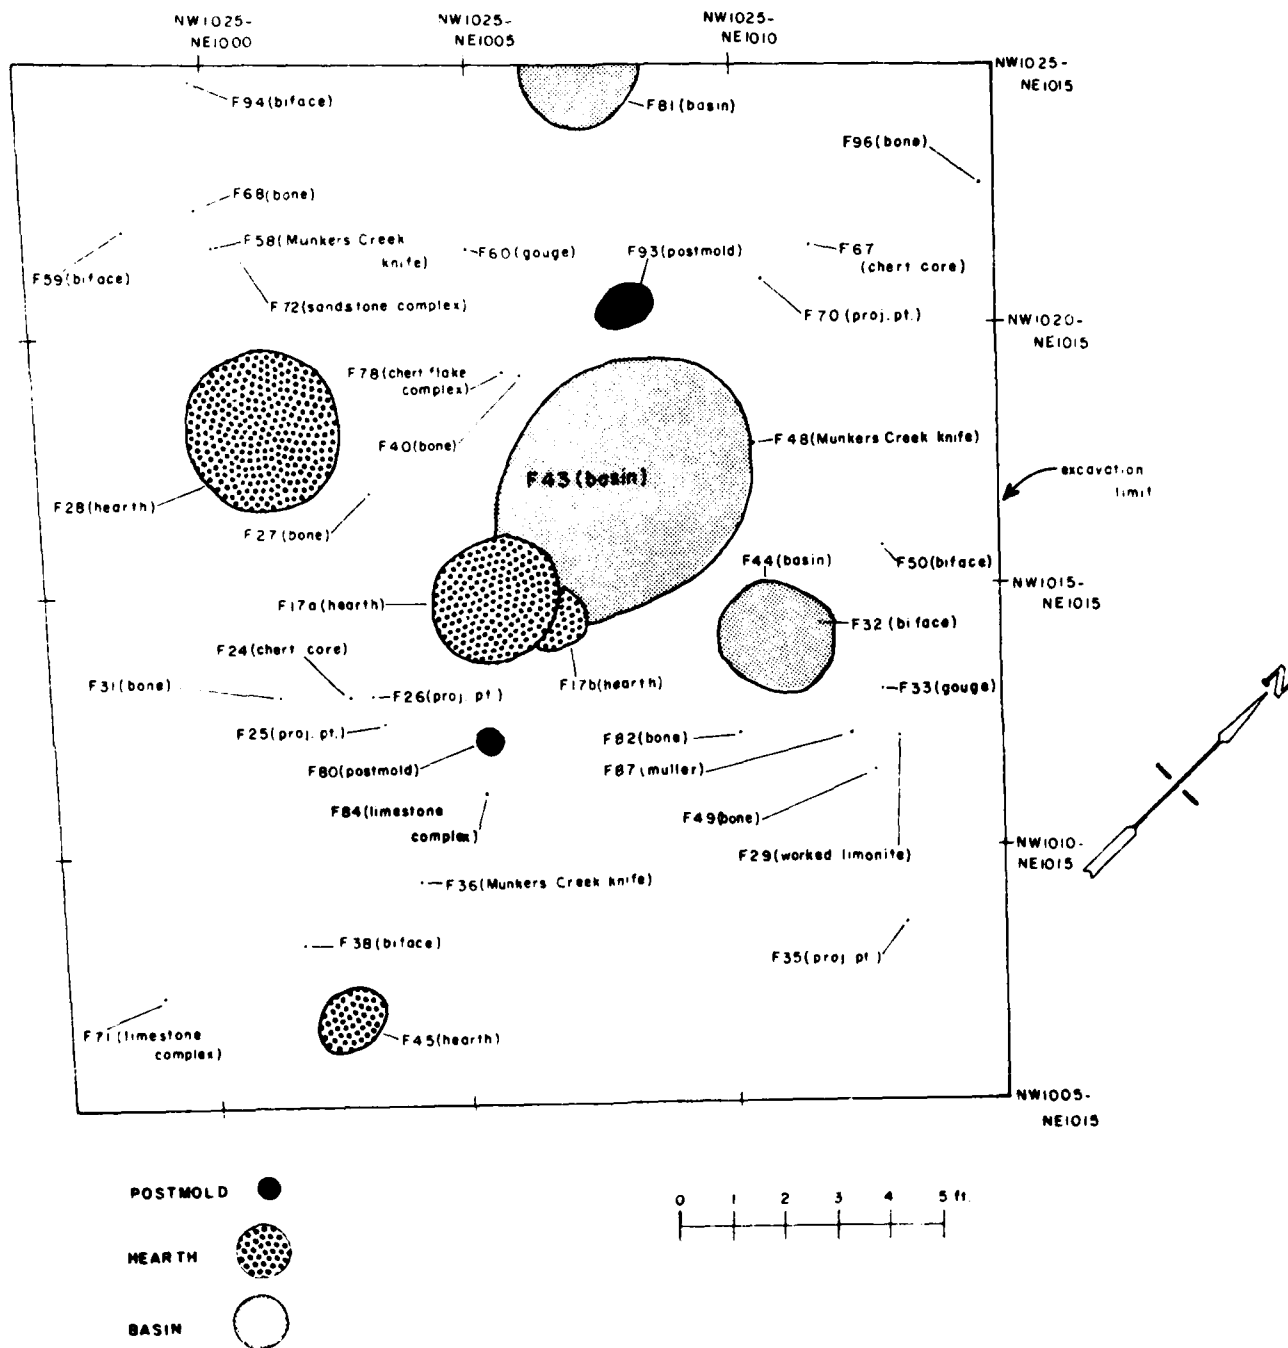 NW1025-
NE1000
NW1025-
NE1005
NW1025-
NE1010
NW1025-
NE1015
F94(biface)
F81(basin)
F96(bone)
F68(bone)
F58(Munkers Creek
knife)
F60(gouge)
F93(postmold)
F67
(chert core)
F59(biface)
F72(sandstone complex)
F70(proj. pt.)
NW1020-
NE1015
F78(chert flake
complex)
F40(bone)
F48(Munkers Creek knife)
F43(basin)
excavation
limit
F28(hearth)
F27(bone)
F44(basin)
F50(biface)
NW1015-
NE1015
F17a(hearth)
F32(biface)
F24(chert core)
F31(bone)
F26(proj. pt)
F17b(hearth)
F33(gouge)
F25(proj. pt.)
F82(bone)
F80(postmold)
F87(muller)
F84(limestone
complex)
F49(bone)
F29(worked limonite)
NW1010-
NE1015
F36(Munkers Creek knife)
F38(biface)
F35(proj pt)
F71(limestone
complex)
F45(hearth)
NW1005-
NE1015
N
POSTMOLD
0 1 2 3 4 5 ft.
HEARTH
BASIN